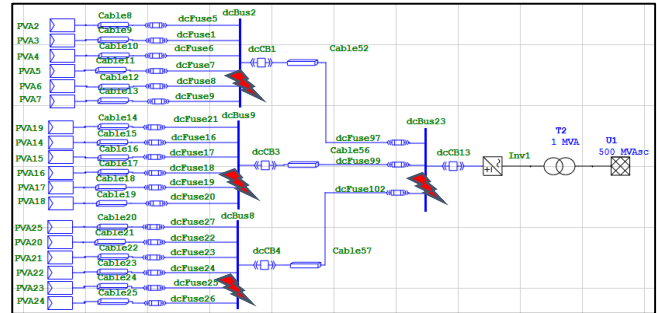 Cable8 dcFuse5 dcBus2
PVA2
Cable9
PVA3 dcFuse1
Cable10 dcCB1 Cable52
PVA4 dcFuse6
Cable11
PVA5 dcFuse7
Cable12
PVA6 dcFuse8
Cable13
PVA7 dcFuse9
Cable14 dcFuse21 dcBus9 dcBus23
PVA19
Cable15 dcFuse97 T2
PVA14 dcFuse16 1 MVA U1
Cable16 dcCB3 Cable56 dcCB13 500 MVAsc
PVA15 dcFuse17 dcFuse99 Inv1
Cable17
PVA16 dcFuse18
Cable18
PVA17 dcFuse19 dcFuse102
Cable19
PVA18 dcFuse20
Cable20 dcFuse27 dcBus8
PVA25
Cable21
PVA20 dcFuse22
Cable22 dcCB4 Cable57
PVA21 dcFuse23
Cable23
PVA22 dcFuse24
Cable24
PVA23 dcFuse25
Cable25
PVA24 dcFuse26